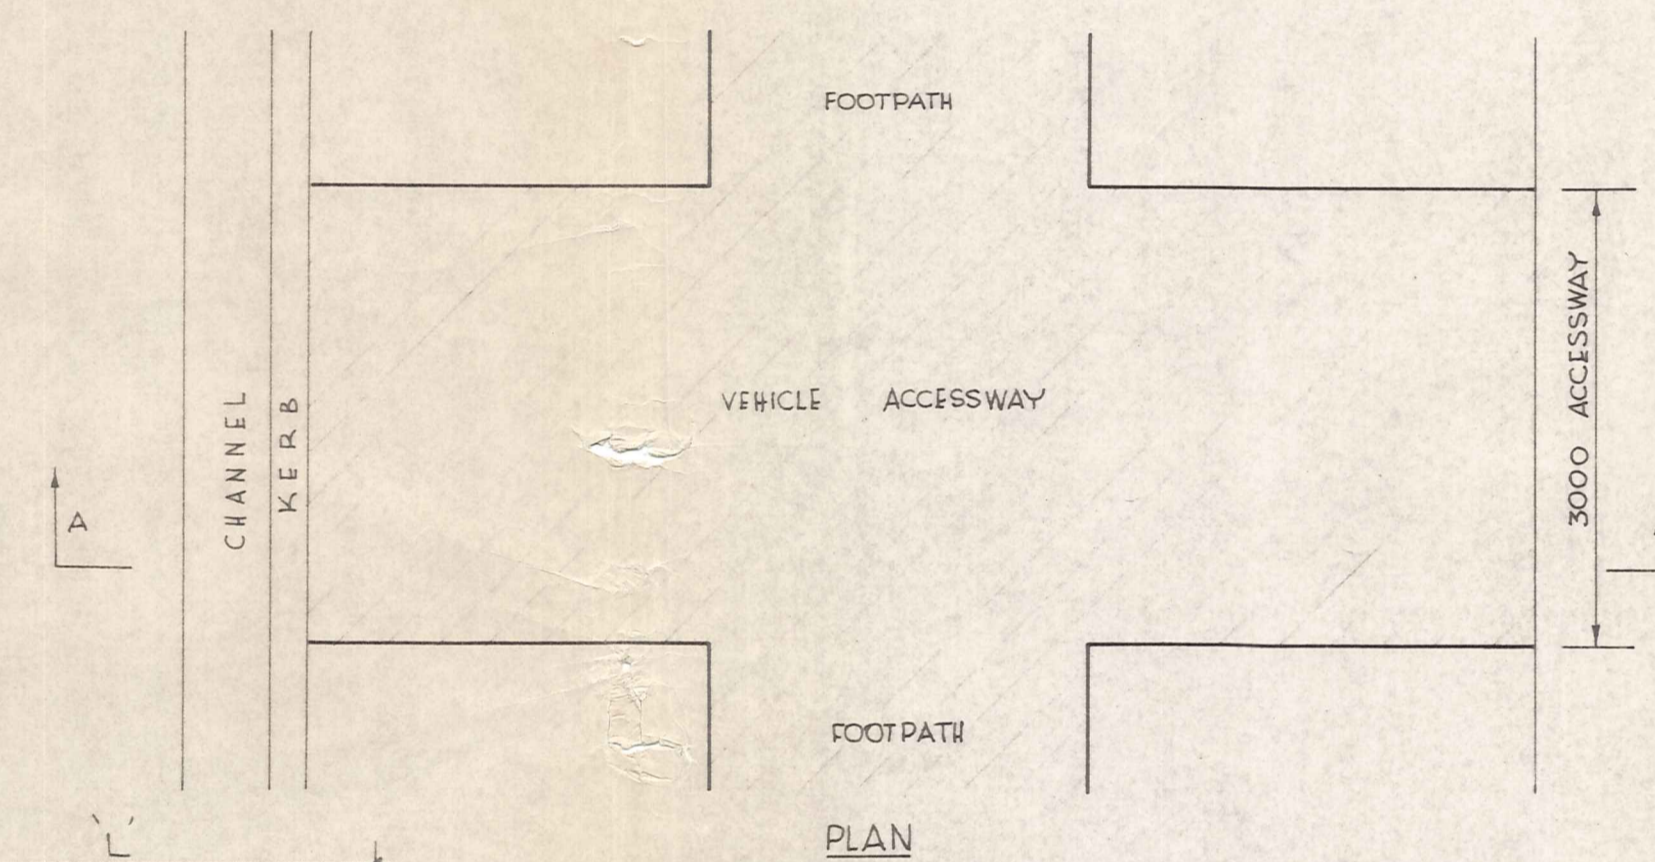 FOOTPATH
CHANNEL
KERB
VEHICLE ACCESSWAY
3000 ACCESSWAY
A
FOOTPATH
PLAN